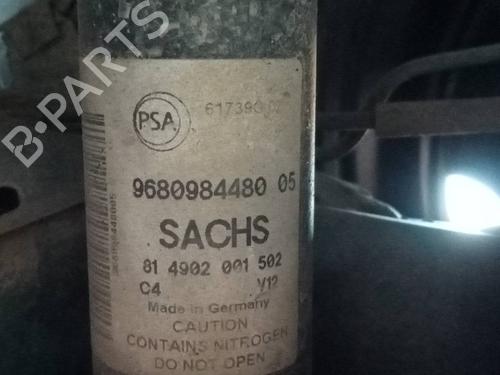 B-PARTS
PSA
9680984480 05
SACHS
81 4902 001 502
C4 V12
Made in Germany
CAUTION
CONTAINS NITROGEN
DO NOT OPEN